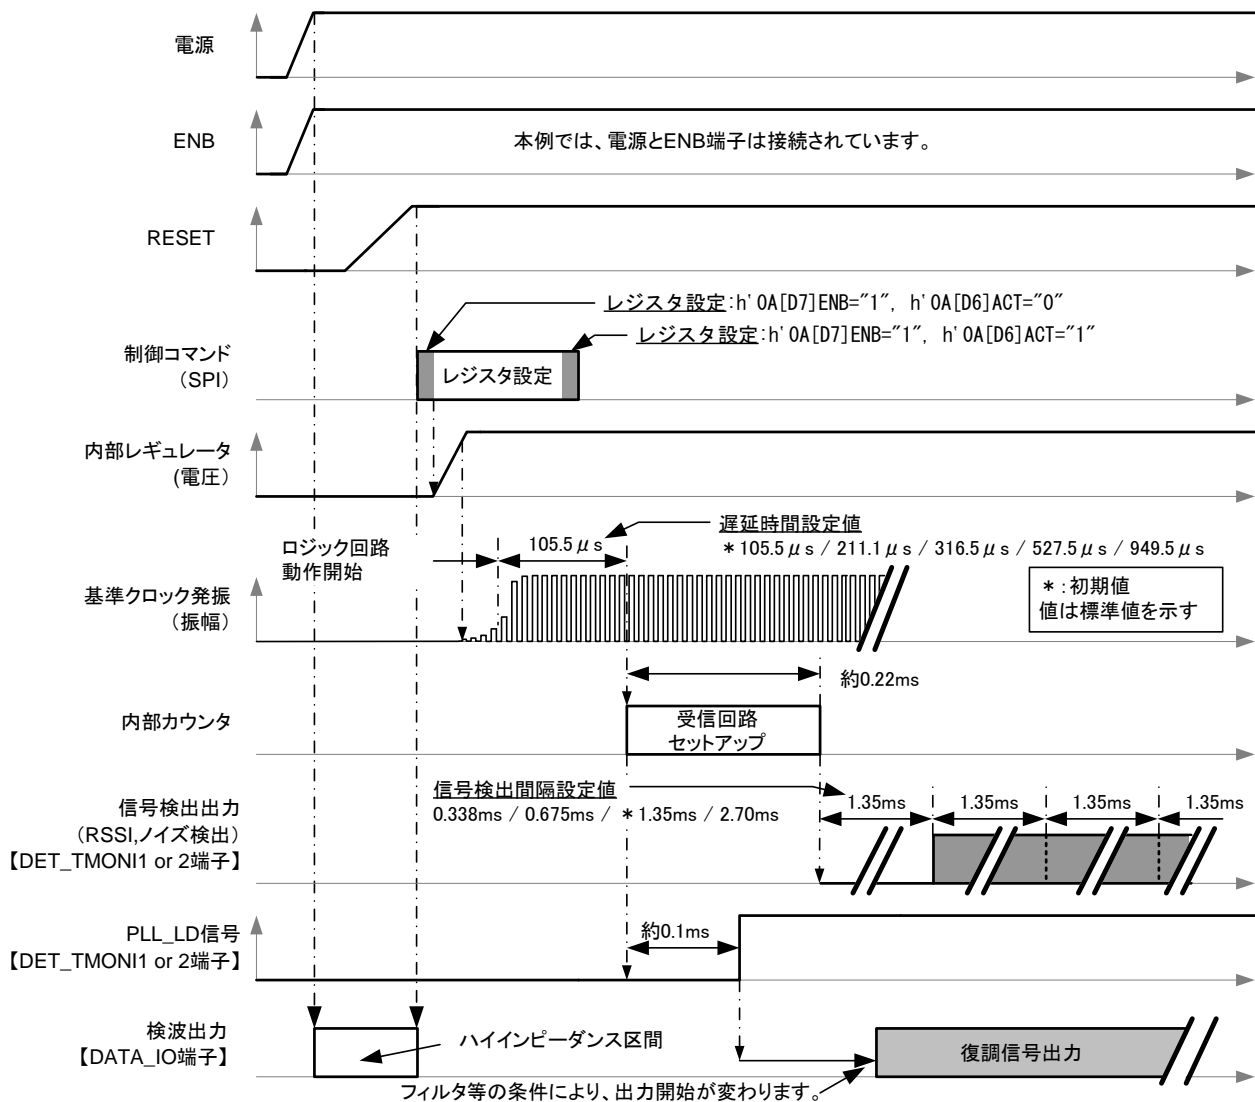 電源
ENB
本例では、電源とENB端子は接続されています。
RESET
レジスタ設定:h'0A[D7]ENB="1", h'0A[D6]ACT="0"
レジスタ設定:h'0A[D7]ENB="1", h'0A[D6]ACT="1"
制御コマンド
（SPI）
レジスタ設定
内部レギュレータ
(電圧）
ロジック回路
動作開始
105.5μs
遅延時間設定値
＊105.5μs / 211.1μs / 316.5μs / 527.5μs / 949.5μs
＊:初期値
値は標準値を示す
基準クロック発振
（振幅）
約0.22ms
内部カウンタ
受信回路
セットアップ
信号検出間隔設定値
0.338ms / 0.675ms / ＊1.35ms / 2.70ms
1.35ms
1.35ms
1.35ms
1.35ms
信号検出出力
（RSSI,ノイズ検出）
【DET_TMONI1 or 2端子】
PLL_LD信号
【DET_TMONI1 or 2端子】
約0.1ms
検波出力
【DATA_IO端子】
ハイインピーダンス区間
復調信号出力
フィルタ等の条件により、出力開始が変わります。